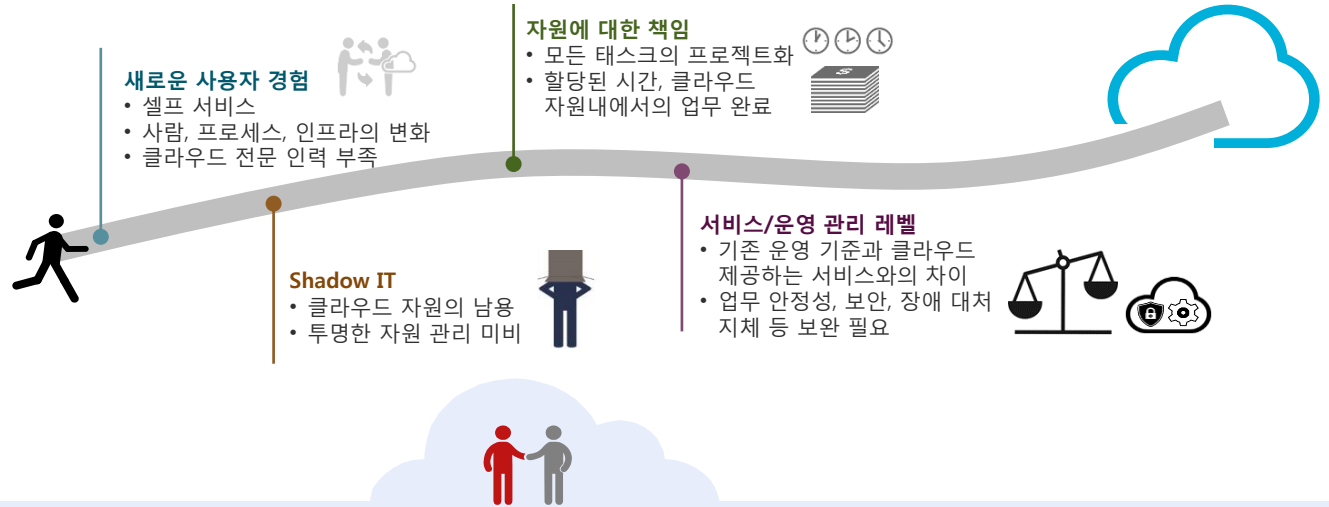 새로운 사용자 경험
• 셀프 서비스
• 사람, 프로세스, 인프라의 변화
• 클라우드 전문 인력 부족
Shadow IT
• 클라우드 자원의 남용
• 투명한 자원 관리 미비
자원에 대한 책임
• 모든 태스크의 프로젝트화
• 할당된 시간, 클라우드
자원내에서의 업무 완료
$
서비스/운영 관리 레벨
• 기존 운영 기준과 클라우드
제공하는 서비스와의 차이
• 업무 안정성, 보안, 장애 대처
지체 등 보완 필요